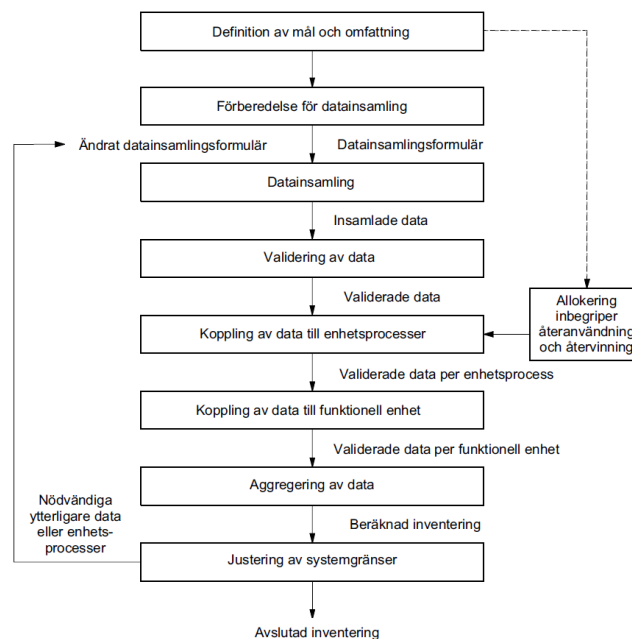 Definition av mål och omfattning
Förberedelse för datainsamling
Ändrat datainsamlingsformulär
Datainsamlingsformulär
Datainsamling
Insamlade data
Validering av data
Validerade data
Allokering
inbegriper
återanvändning
och återvinning
Koppling av data till enhetsprocesser
Validerade data per enhetsprocess
Koppling av data till funktionell enhet
Validerade data per funktionell enhet
Aggregering av data
Nödvändiga
ytterligare data
eller enhets-
processer
Beräknad inventering
Justering av systemgränser
Avslutad inventering